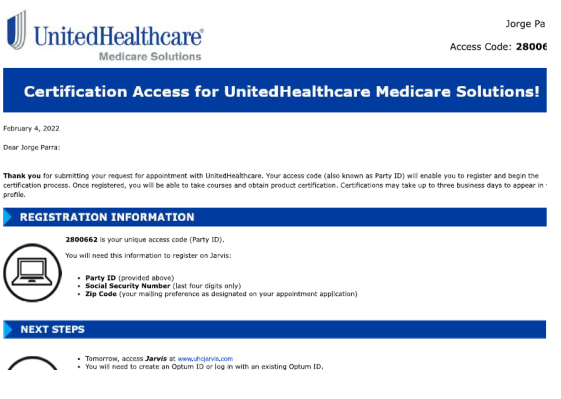 Jorge Pa
UnitedHealthcare®
Access Code: 28006
Medicare Solutions
Certification Access for UnitedHealthcare Medicare Solutions!
February 4, 2022
Dear Jorge Parra:
Thank you for submitting your request for appointment with UnitedHealthcare. Your access code (also known as Party ID) will enable you to register and begin the
certification process. Once registered, you will be able to take courses and obtain product certification. Certifications may take up to three business days to appear in
profile.
REGISTRATION INFORMATION
2800662 is your unique access code (Party ID).
You will need this information to register on Jarvis:
• Party ID (provided above)
• Social Security Number (last four digits only)
• Zip Code (your mailing preference as designated on your appointment application)
NEXT STEPS
• Tomorrow, access Jarvis at www.uhcjarvis.com
• You will need to create an Optum ID or log in with an existing Optum ID.